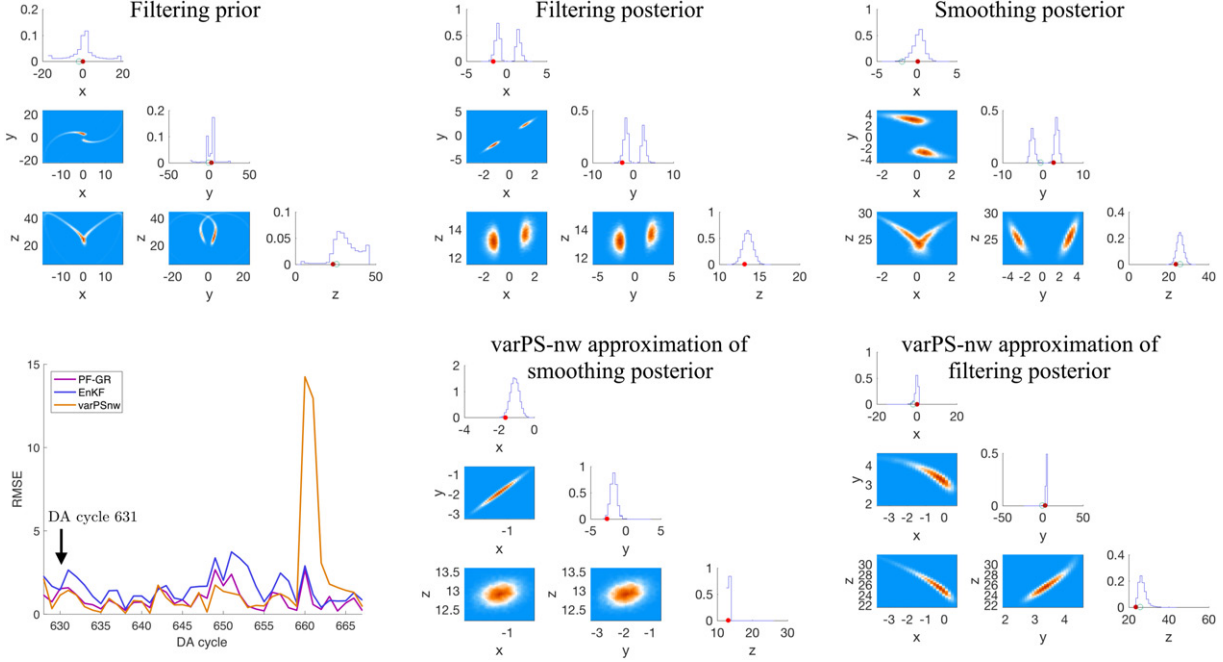 Filtering prior
Filtering posterior
Smoothing posterior
0.2
0.1
0
-20 0 20
x
1
0.5
0
-5 0 5
x
1
0.5
0
-5 0 5
x
y
20
0
-20
-10 0 10
x
0.2
0.1
0
-50 0 50
y
5
0
-5
-2 0 2
x
1
0.5
0
-10 0 10
y
y
4
2
0
-2
-4
-2 0 2
x
0.5
0
-10 0 10
y
z
40
20
-10 0 10
x
z
40
20
-20 0 20
y
0.1
0.05
0
0 50
z
z
14
12
-2 0 2
x
z
14
12
-5 0 5
y
1
0.5
0
10 15 20
z
z
30
25
-2 0 2
x
z
30
25
-4 -2 0 2 4
y
0.4
0.2
0
0 20 40
z
15
10
5
0
RMSE
PF-GR
EnKF
varPSnw
DA cycle 631
630 635 640 645 650 655 660 665
DA cycle
varPS-nw approximation of
smoothing posterior
2
1
0
-4 -2 0
x
y
-1
-2
-3
-1
x
1
0.5
0
-5 0 5
y
z
13.5
13
12.5
-1
x
z
13.5
13
12.5
-3 -2 -1
y
1
0.5
0
10 20 30
z
varPS-nw approximation of
filtering posterior
1
0.5
0
-20 0 20
x
y
4
3
2
-3 -2 -1 0
x
0.5
0
-50 0 50
y
z
30
28
26
24
22
-3 -2 -1 0
x
z
30
28
26
24
22
2 3 4
y
0.4
0.2
0
20 40 60
z